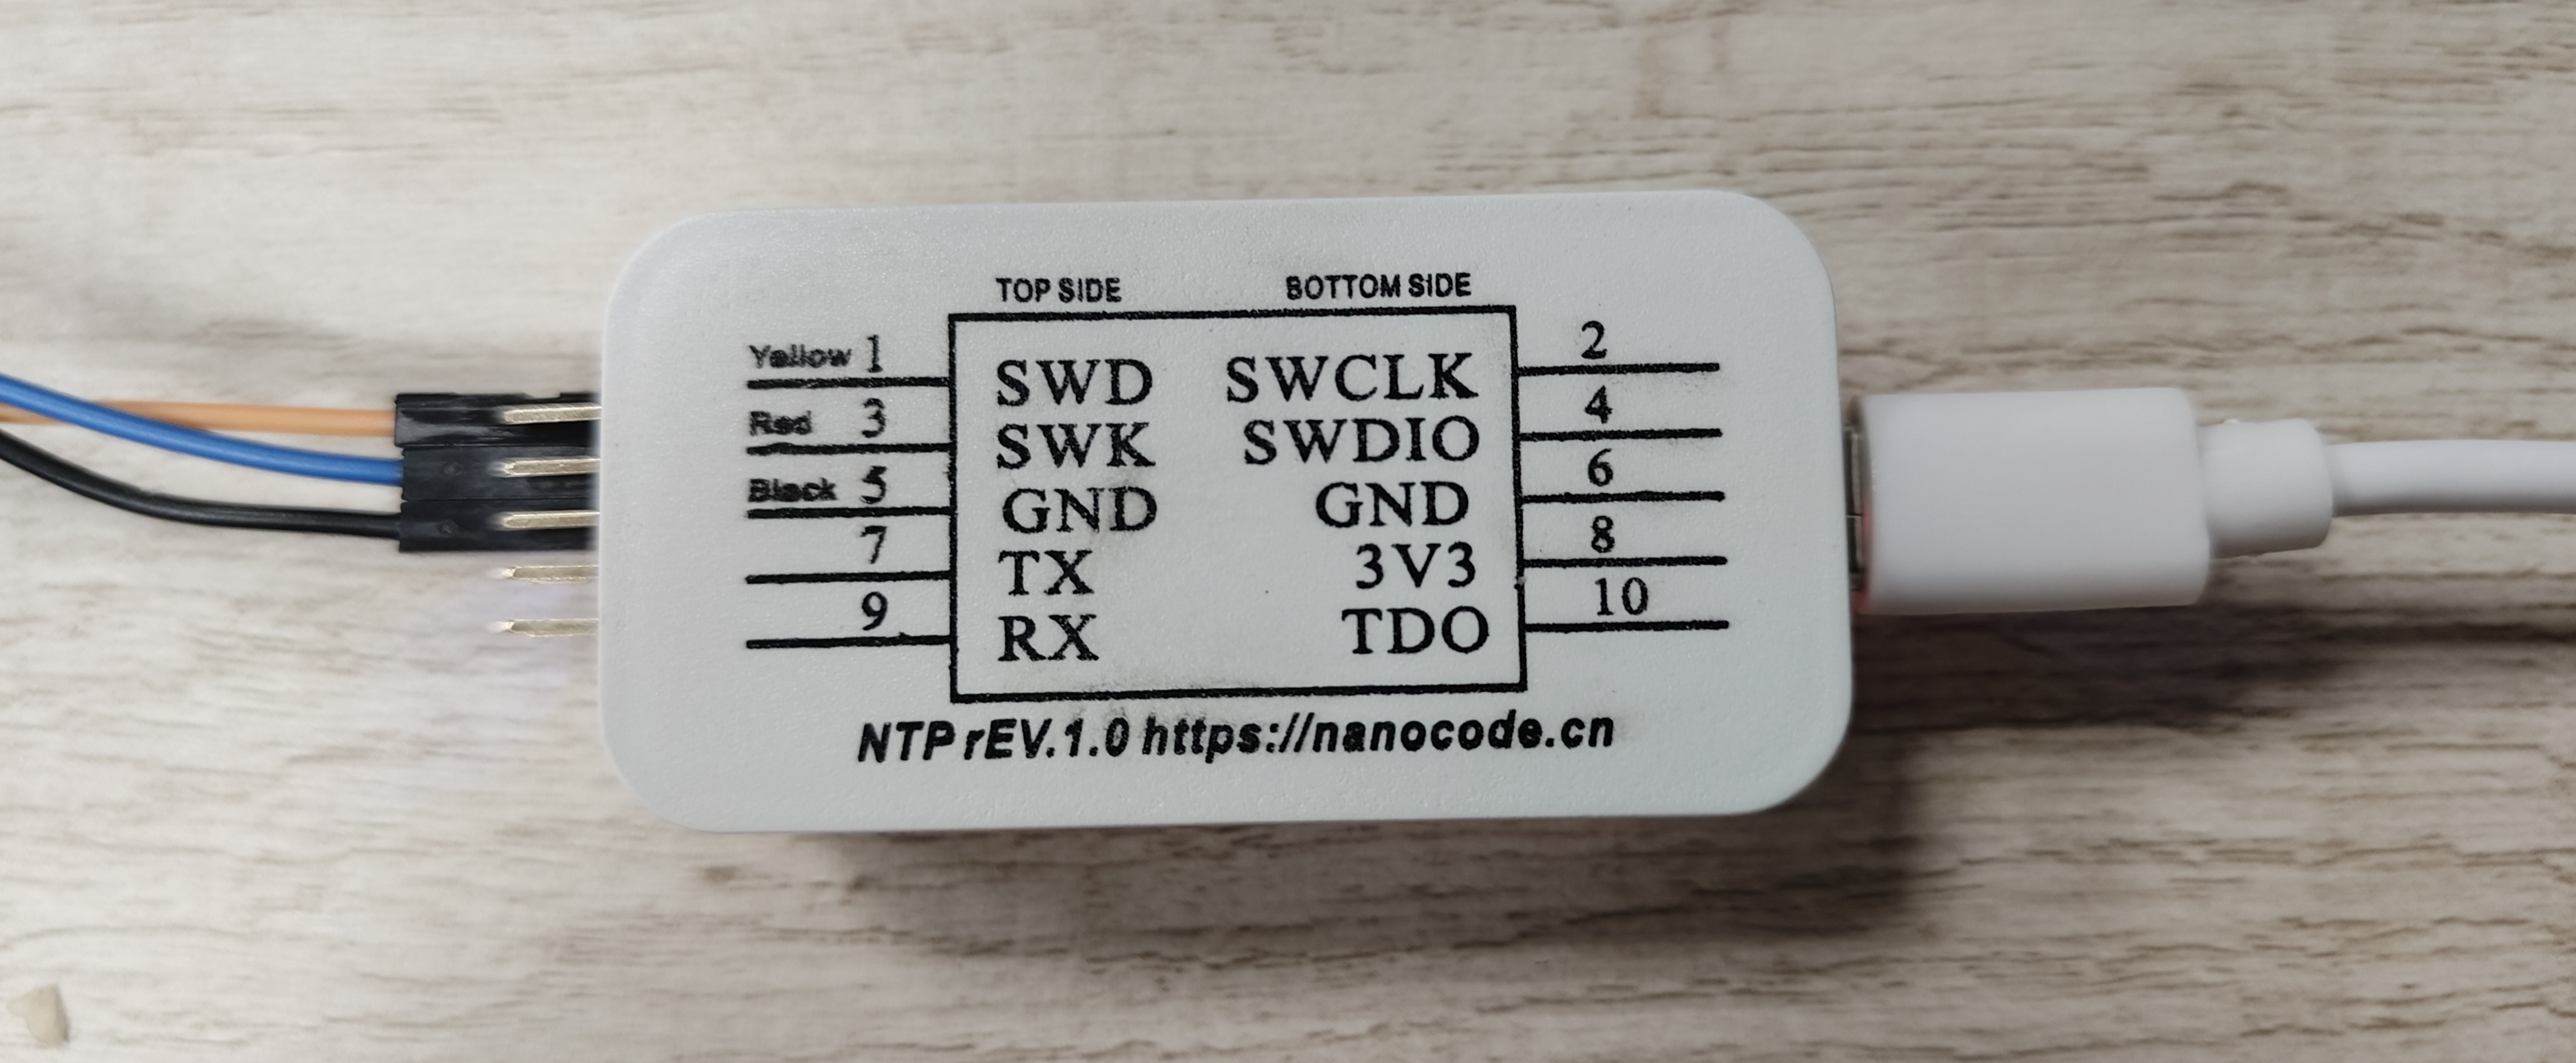 TOP SIDE BOTTOM SIDE
Yellow 1 SWD SWCLK 2
Red 3 SWK SWDIO 4
Black 5 GND GND 6
7 TX 3V3 8
9 RX TDO 10
NTP rEV.1.0 https://nanocode.cn